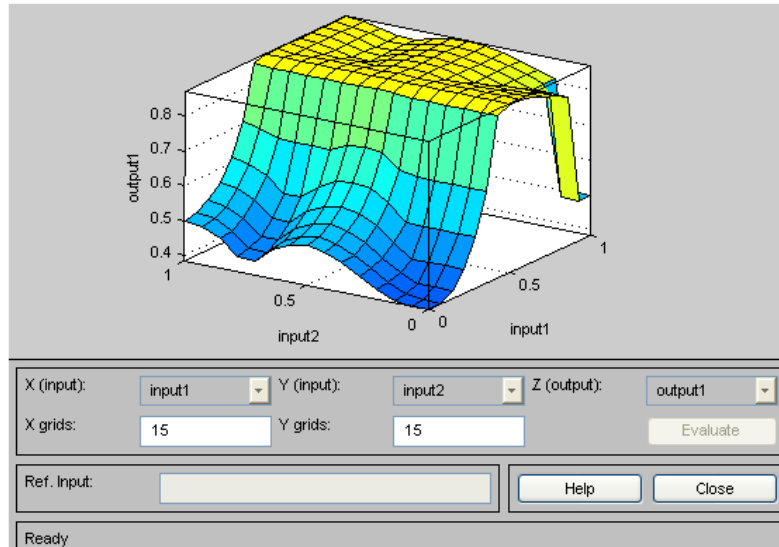 0.8
0.7
0.6
0.5
0.4
output1
1
0.5
0
input2
0
0.5
1
input1
X (input):
input1
Y (input):
input2
Z (output):
output1
X grids:
15
Y grids:
15
Evaluate
Ref. Input:
Help
Close
Ready